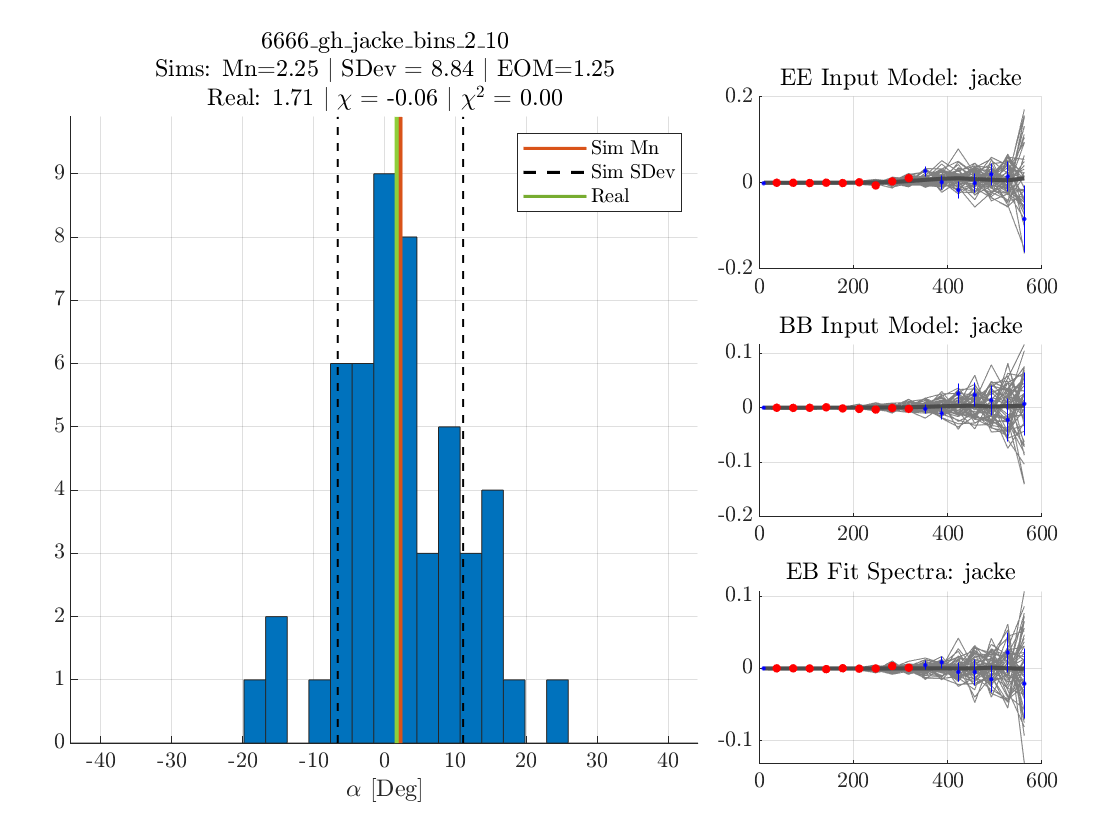 6666_gh_jacke_bins_2_10
Sims: Mn=2.25 | SDev = 8.84 | EOM=1.25
Real: 1.71 | χ = -0.06 | χ² = 0.00
Sim Mn
Sim SDev
Real
9
8
7
6
5
4
3
2
1
0
-40 -30 -20 -10 0 10 20 30 40
α [Deg]
EE Input Model: jacke
0.2
0
-0.2
0 200 400 600
BB Input Model: jacke
0.1
0
-0.1
-0.2
0 200 400 600
EB Fit Spectra: jacke
0.1
0
-0.1
0 200 400 600